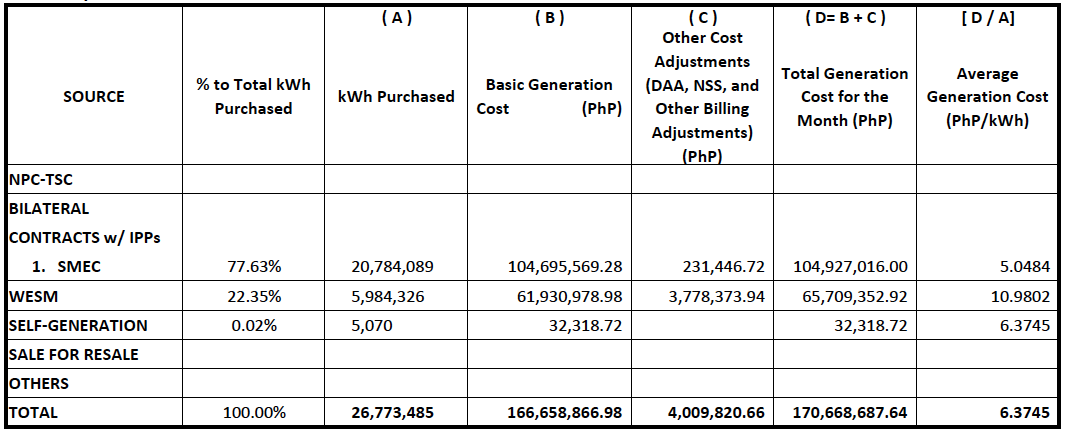 ( A ) ( B ) ( C ) ( D= B + C ) [ D / A]
SOURCE % to Total kWh Purchased kWh Purchased Basic Generation Cost (PhP) Other Cost Adjustments (DAA, NSS, and Other Billing Adjustments) (PhP) Total Generation Cost for the Month (PhP) Average Generation Cost (PhP/kWh)
NPC-TSC
BILATERAL
CONTRACTS w/ IPPs
1. SMEC 77.63% 20,784,089 104,695,569.28 231,446.72 104,927,016.00 5.0484
WESM 22.35% 5,984,326 61,930,978.98 3,778,373.94 65,709,352.92 10.9802
SELF-GENERATION 0.02% 5,070 32,318.72 32,318.72 6.3745
SALE FOR RESALE
OTHERS
TOTAL 100.00% 26,773,485 166,658,866.98 4,009,820.66 170,668,687.64 6.3745